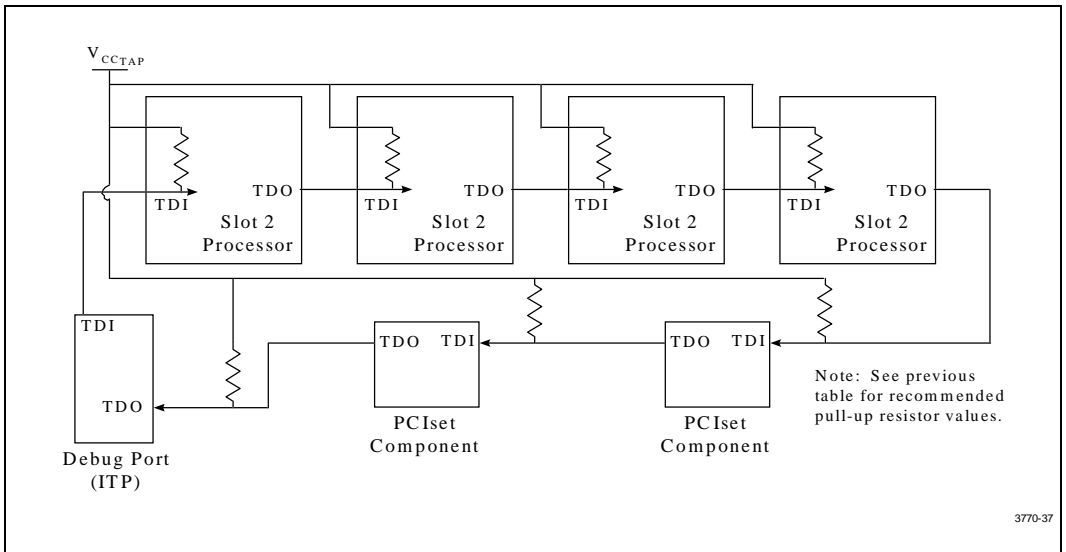 VCCTAP
TDO
TDI
Slot 2
Processor
TDO
TDI
Slot 2
Processor
TDO
TDI
Slot 2
Processor
TDO
TDI
Slot 2
Processor
TDI
TDO
Debug Port
(ITP)
TDO TDI
PCIset
Component
TDO TDI
PCIset
Component
Note: See previous
table for recommended
pull-up resistor values.
3770-37